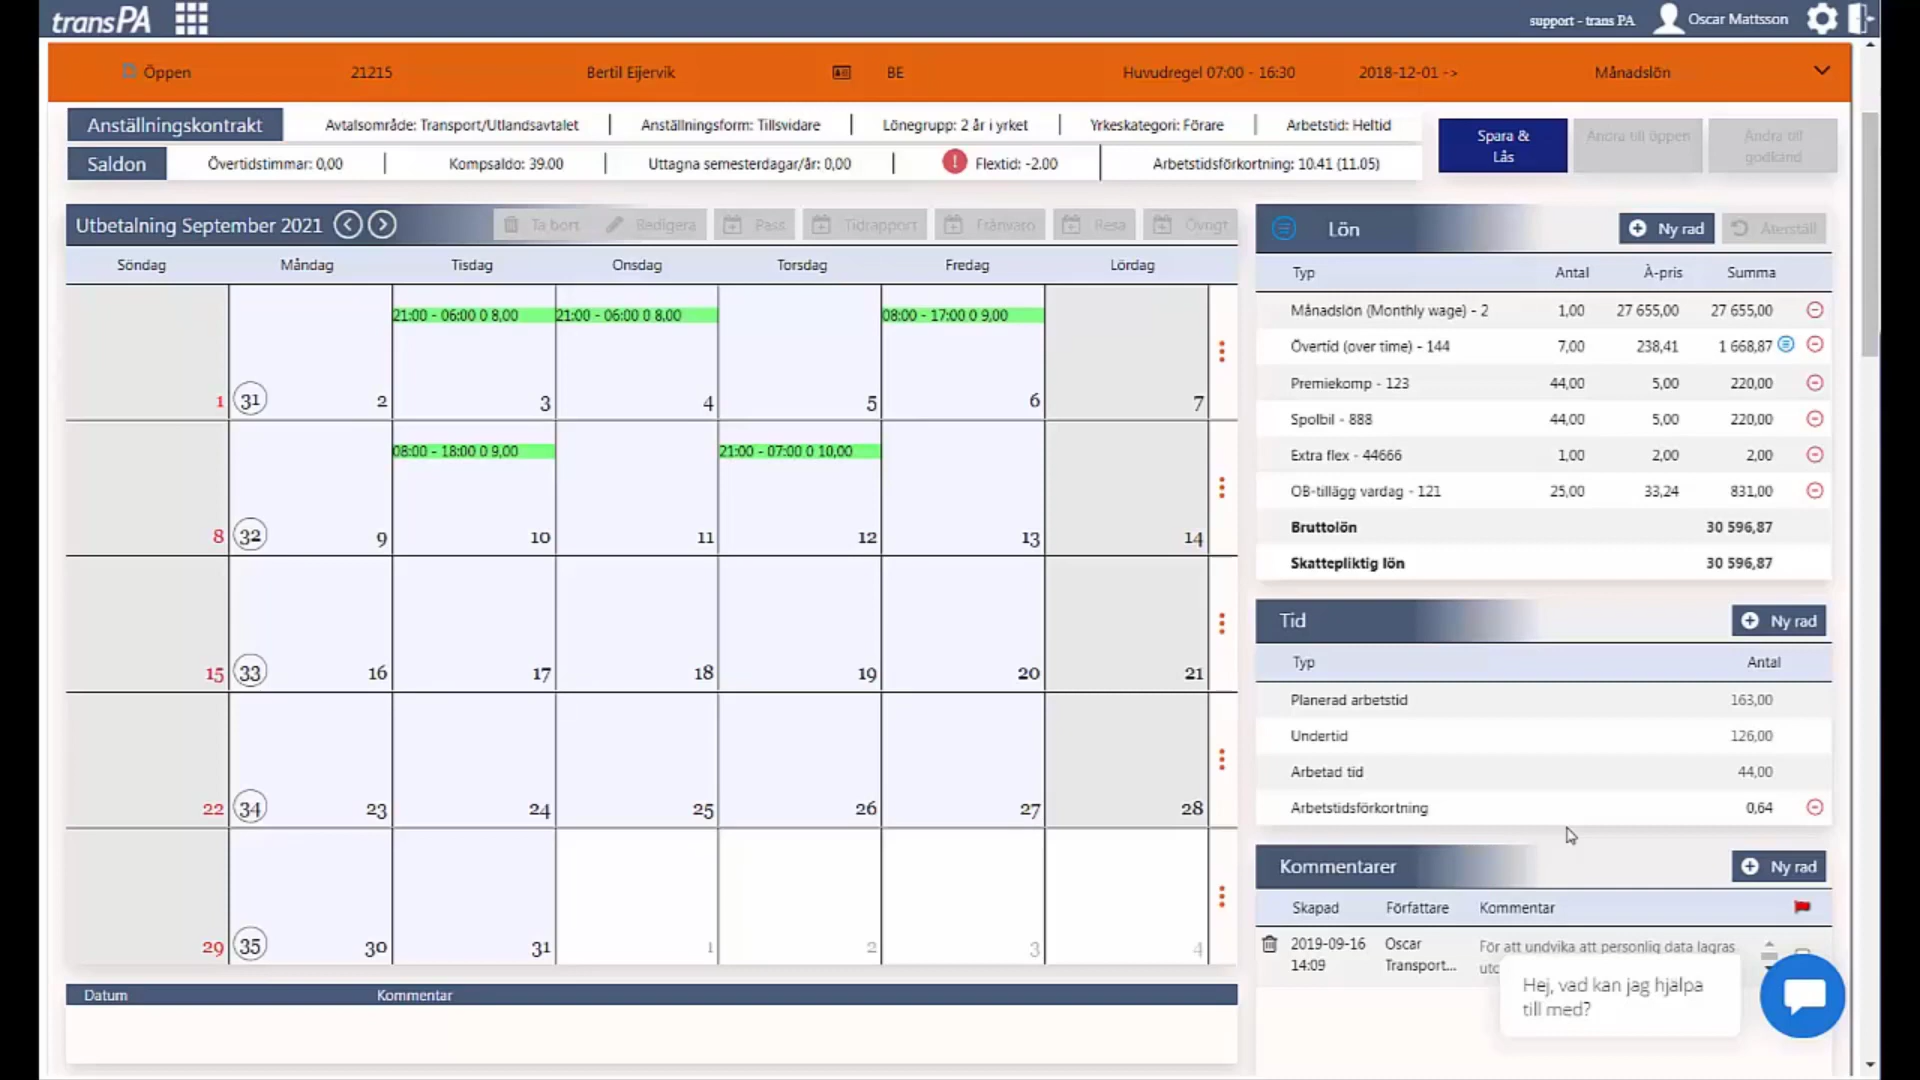 transPA
support - trans PA
Oscar Mattsson
Öppen 21215 Bertil Eijervik BE Huvudregel 07:00 - 16:30 2018-12-01 -> Månadslön
Anställningskontrakt Avtalsområde: Transport/Utlandsavtalet Anställningsform: Tillsvidare Lönegrupp: 2 år i yrket Yrkeskategori: Förare Arbetstid: Heltid
Saldon Övertidstimmar: 0,00 Kompsaldo: 39.00 Uttagna semesterdagar/år: 0,00 Flextid: -2.00 Arbetstidsförkortning: 10.41 (11.05)
Spara &
Lås
Ändra till öppen
Ändra till
godkänd
Utbetalning September 2021
Ta bort Redigera Pass Tidrapport Frånvaro Resa Övrigt
Söndag Måndag Tisdag Onsdag Torsdag Fredag Lördag
21:00 - 06:00 0 8,00 21:00 - 06:00 0 8,00 08:00 - 17:00 0 9,00
1 31 2 3 4 5 6 7
08:00 - 18:00 0 9,00 21:00 - 07:00 0 10,00
8 32 9 10 11 12 13 14
15 33 16 17 18 19 20 21
22 34 23 24 25 26 27 28
29 35 30 31 1 2 3 4
Datum Kommentar
Lön
Ny rad Återställ
Typ Antal À-pris Summa
Månadslön (Monthly wage) - 2 1,00 27 655,00 27 655,00
Övertid (over time) - 144 7,00 238,41 1 668,87
Premiekomp - 123 44,00 5,00 220,00
Spolbil - 888 44,00 5,00 220,00
Extra flex - 44666 1,00 2,00 2,00
OB-tillägg vardag - 121 25,00 33,24 831,00
Bruttolön 30 596,87
Skattepliktig lön 30 596,87
Tid
Ny rad
Typ Antal
Planerad arbetstid 163,00
Undertid 126,00
Arbetad tid 44,00
Arbetstidsförkortning 0,64
Kommentarer
Ny rad
Skapad Författare Kommentar
2019-09-16 Oscar För att undvika att personlig data lagras
14:09 Transport...
Hej, vad kan jag hjälpa
till med?